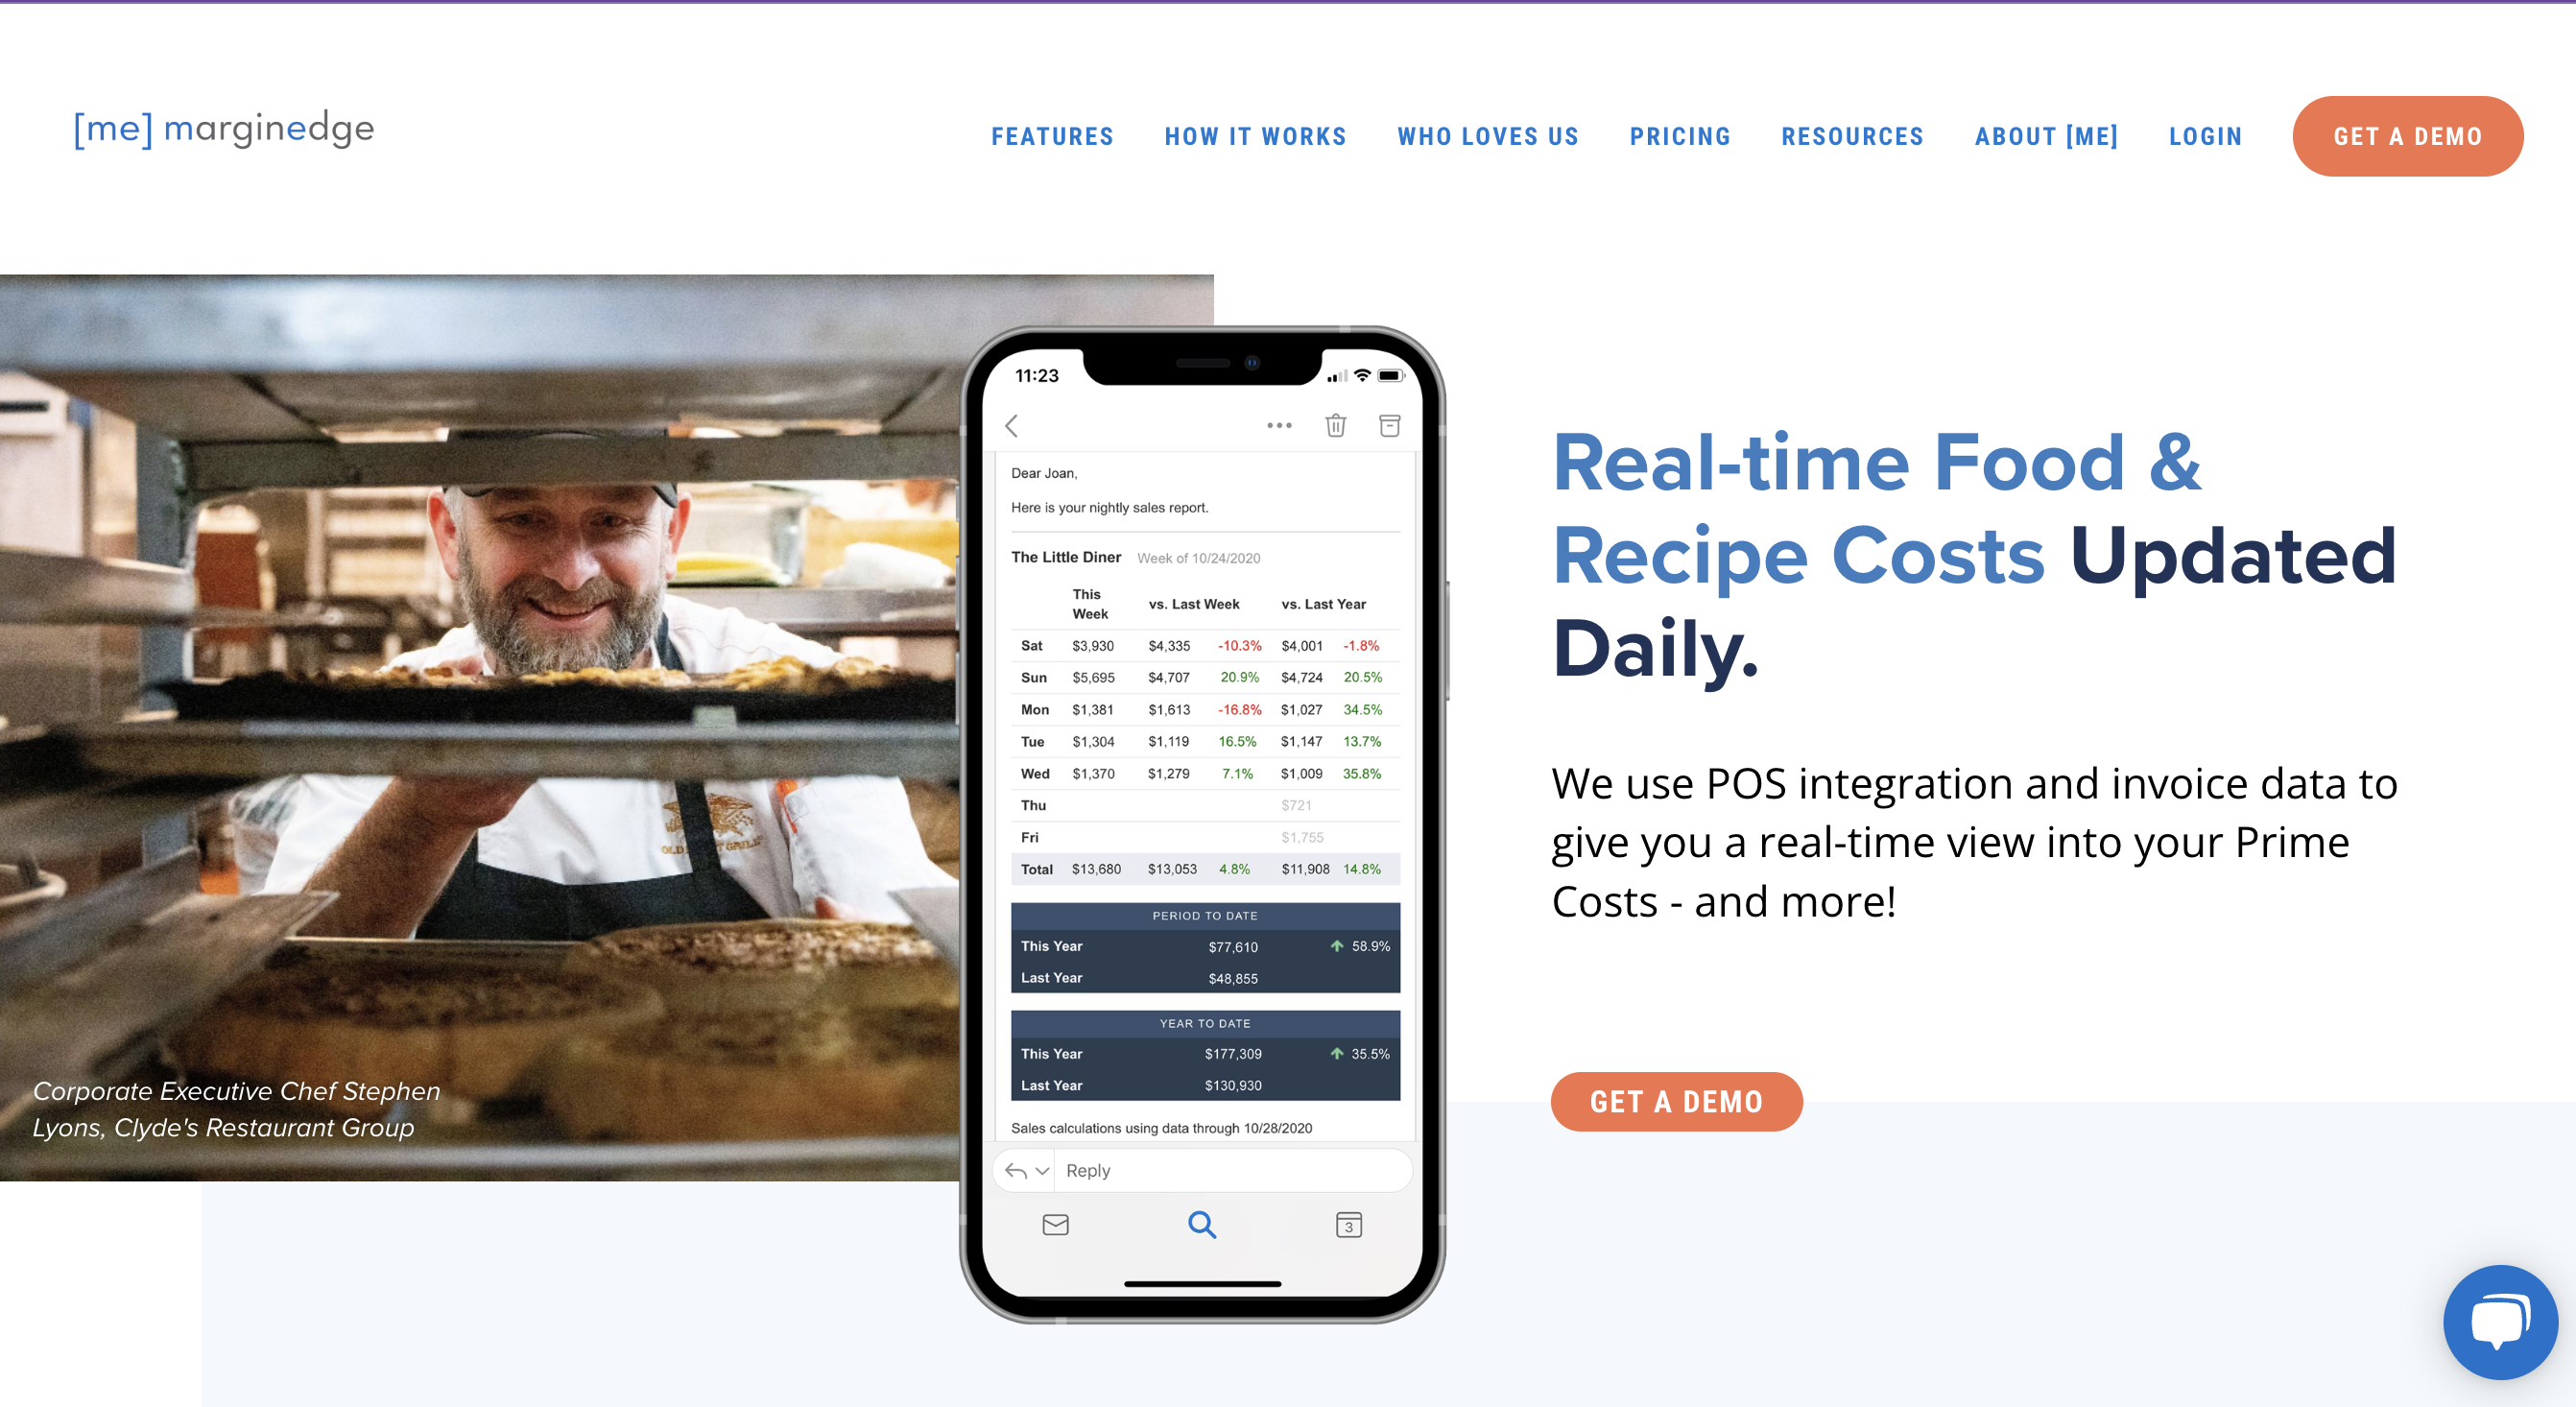 [me] marginedge
FEATURES HOW IT WORKS WHO LOVES US PRICING RESOURCES ABOUT [ME] LOGIN GET A DEMO
Corporate Executive Chef Stephen
Lyons, Clyde's Restaurant Group
11:23
Dear Joan,
Here is your nightly sales report.
The Little Diner Week of 10/24/2020
This
Week vs. Last Week vs. Last Year
Sat $3,930 $4,335 -10.3% $4,001 -1.8%
Sun $5,695 $4,707 20.9% $4,724 20.5%
Mon $1,381 $1,613 -16.8% $1,027 34.5%
Tue $1,304 $1,119 16.5% $1,147 13.7%
Wed $1,370 $1,279 7.1% $1,009 35.8%
Thu $721
Fri $1,755
Total $13,680 $13,053 4.8% $11,908 14.8%
PERIOD TO DATE
This Year $77,610 58.9%
Last Year $48,855
YEAR TO DATE
This Year $177,309 35.5%
Last Year $130,930
Sales calculations using data through 10/28/2020
Reply
3
Real-time Food &
Recipe Costs Updated
Daily.
We use POS integration and invoice data to
give you a real-time view into your Prime
Costs - and more!
GET A DEMO